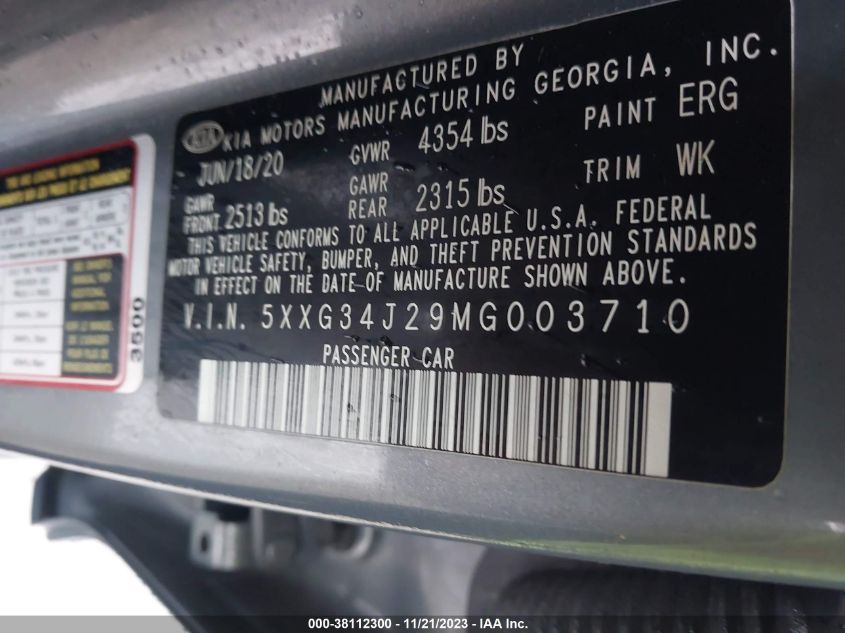 MANUFACTURED BY
KIA KIA MOTORS MANUFACTURING GEORGIA, INC.
JUN/18/20 GVWR 4354 lbs PAINT ERG
GAWR FRONT 2513 lbs GAWR REAR 2315 lbs TRIM WK
THIS VEHICLE CONFORMS TO ALL APPLICABLE U.S.A. FEDERAL
MOTOR VEHICLE SAFETY, BUMPER, AND THEFT PREVENTION STANDARDS
IN EFFECT ON THE DATE OF MANUFACTURE SHOWN ABOVE.
V.I.N. 5XXG34J29MG003710
PASSENGER CAR
3500
000-38112300 - 11/21/2023 - IAA Inc.